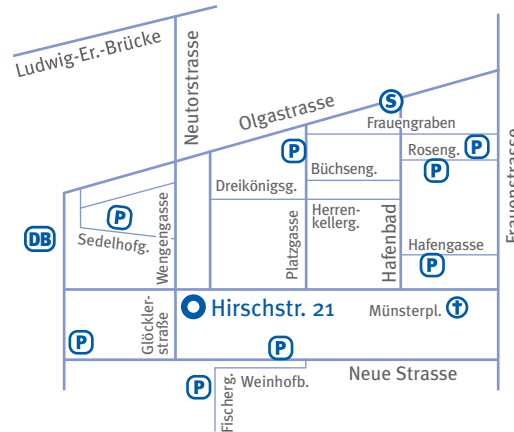 Ludwig-Er.-Brücke
Neutorstrasse
Olgastrasse
S
Frauengraben
P
Roseng. P
P
Frauenstrasse
Büchseng.
Dreikönigsg.
P
Sedelhofg.
Wengengasse
DB
Platzgasse
Herren-
kellerg.
Hafenbad
Hafengasse
P
Glöckler-
straße
Hirschstr. 21
Münsterpl.
P
P
Neue Strasse
P
Fischerg.
Weinhofb.